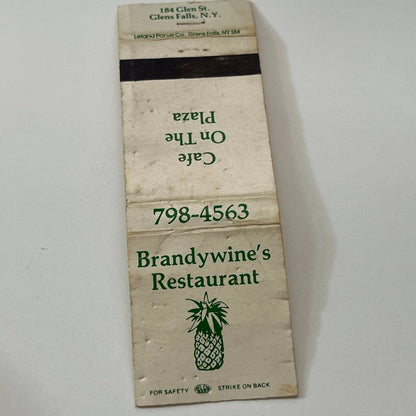 184 Glen St.
Glens Falls, N.Y.
Leland Paper Co., Glens Falls, NY SM
Cafe
On The
Plaza
798-4563
Brandywine's
Restaurant
FOR SAFETY STRIKE ON BACK